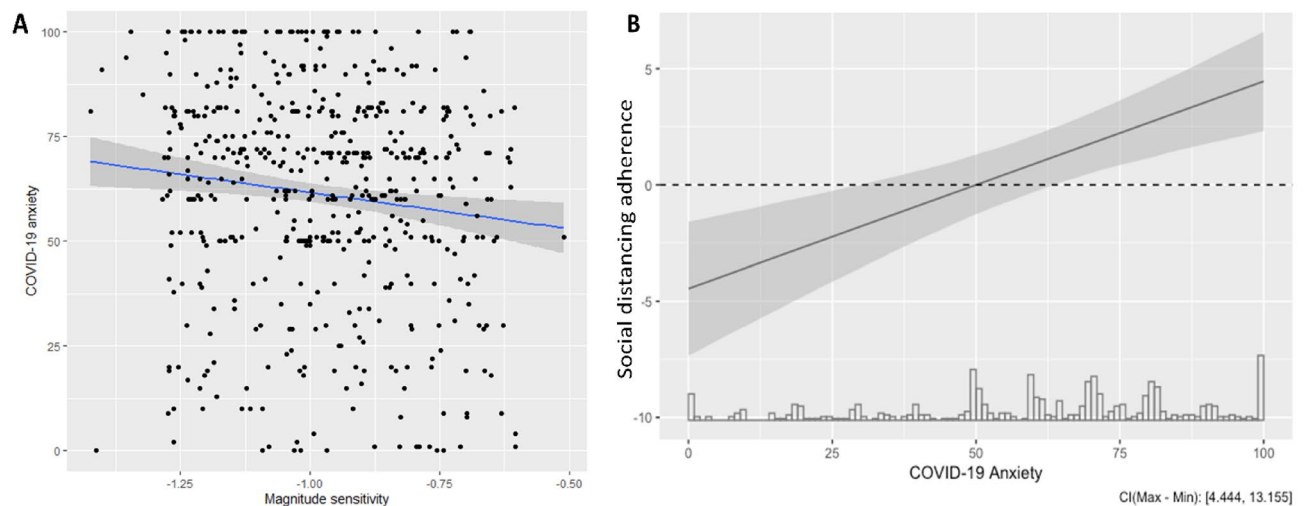 A
100
75
50
25
0
COVID-19 anxiety
-1.25
-1.00
-0.75
-0.50
Magnitude sensitivity
B
5
0
-5
-10
Social distancing adherence
0
25
50
75
100
COVID-19 Anxiety
CI(Max - Min): [4.444, 13.155]